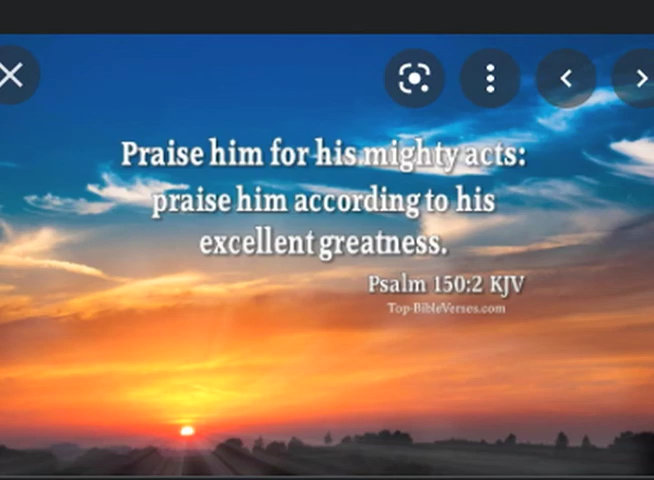 Praise him for his mighty acts:
praise him according to his
excellent greatness.
Psalm 150:2 KJV
Top-BibleVerses.com